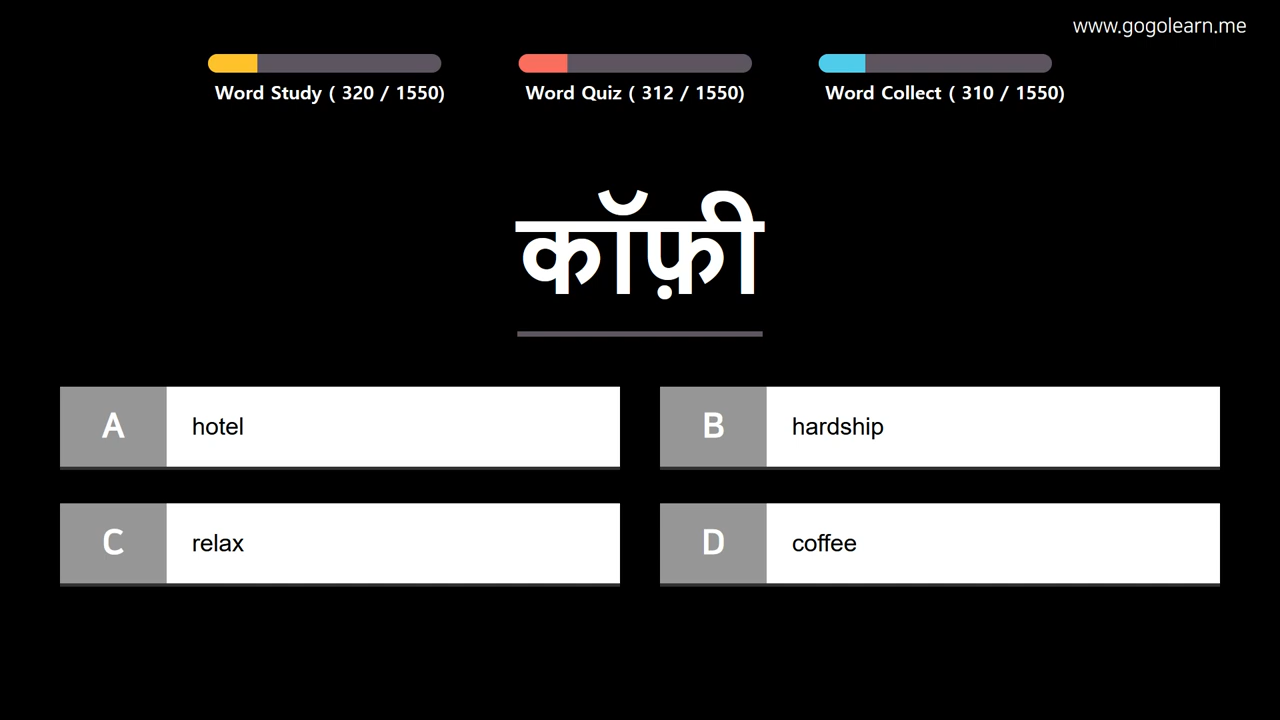 www.gogolearn.me
Word Study ( 320 / 1550)
Word Quiz ( 312 / 1550)
Word Collect ( 310 / 1550)
कॉफ़ी
A hotel
B hardship
C relax
D coffee